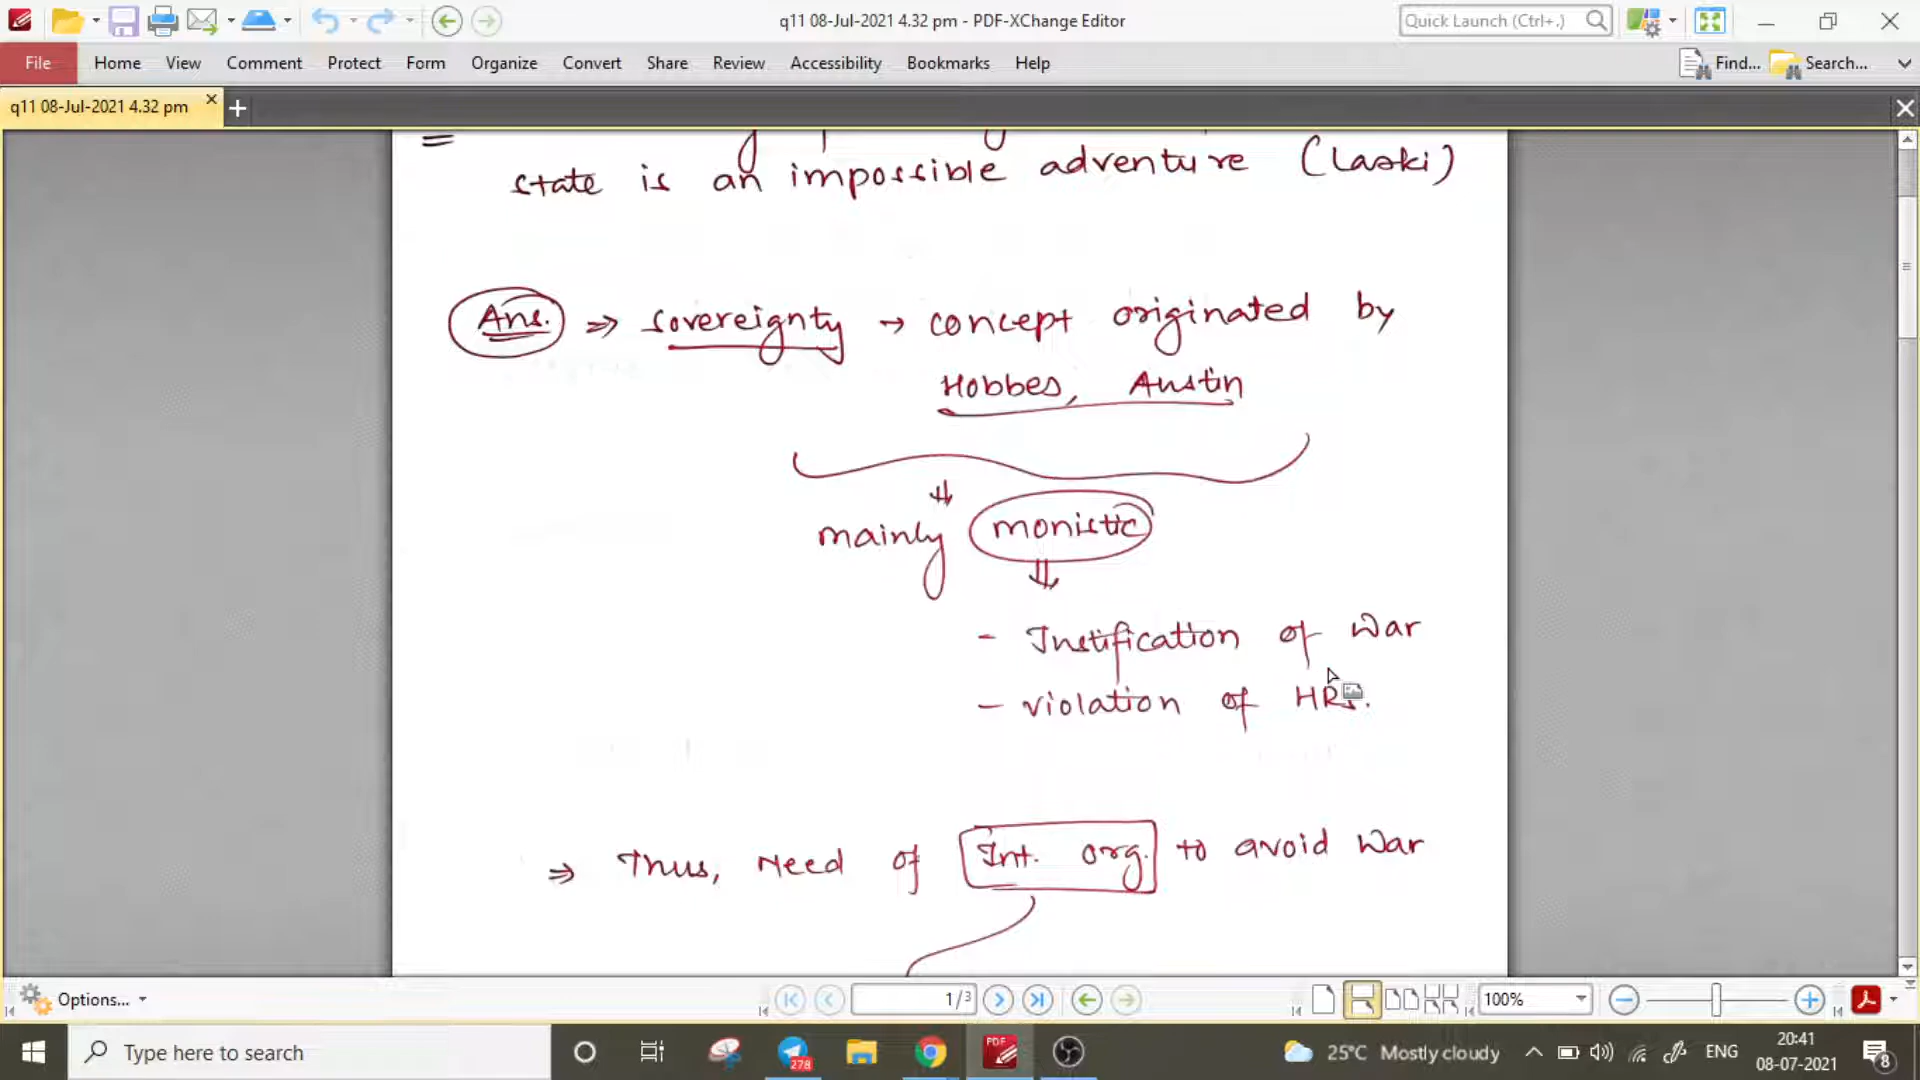 q11 08-Jul-2021 4.32 pm - PDF-XChange Editor
Quick Launch (Ctrl+.)
File Home View Comment Protect Form Organize Convert Share Review Accessibility Bookmarks Help
Find... Search...
q11 08-Jul-2021 4.32 pm
state is an impossible adventure (Laski)
Ans. ⇒ sovereignty → concept originated by
Hobbes, Austin
mainly monistic
- Justification of war
- violation of HRs.
⇒ Thus, Need of Int. org. to avoid war
Options...
1/3
100%
Type here to search
278
PDF
25°C Mostly cloudy
ENG
20:41
08-07-2021
8